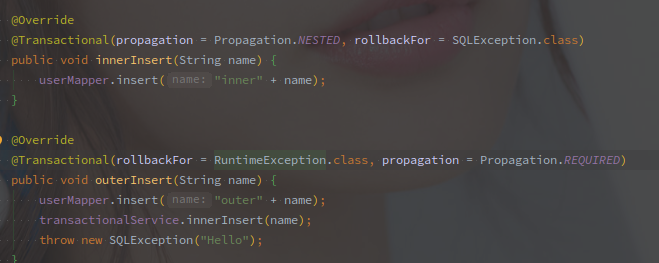 @Override
@Transactional(propagation = Propagation.NESTED, rollbackFor = SQLException.class)
public void innerInsert(String name) {
userMapper.insert( name: "inner" + name);
}
@Override
@Transactional(rollbackFor = RuntimeException.class, propagation = Propagation.REQUIRED)
public void outerInsert(String name) {
userMapper.insert( name: "outer" + name);
transactionalService.innerInsert(name);
throw new SQLException("Hello");
}